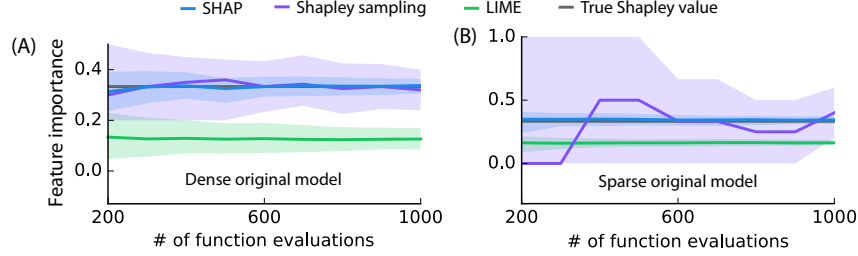 SHAP Shapley sampling LIME True Shapley value
(A)
Feature importance
0.4
0.2
0.0
Dense original model
200 600 1000
# of function evaluations
(B)
1.0
0.5
0.0
Sparse original model
200 600 1000
# of function evaluations